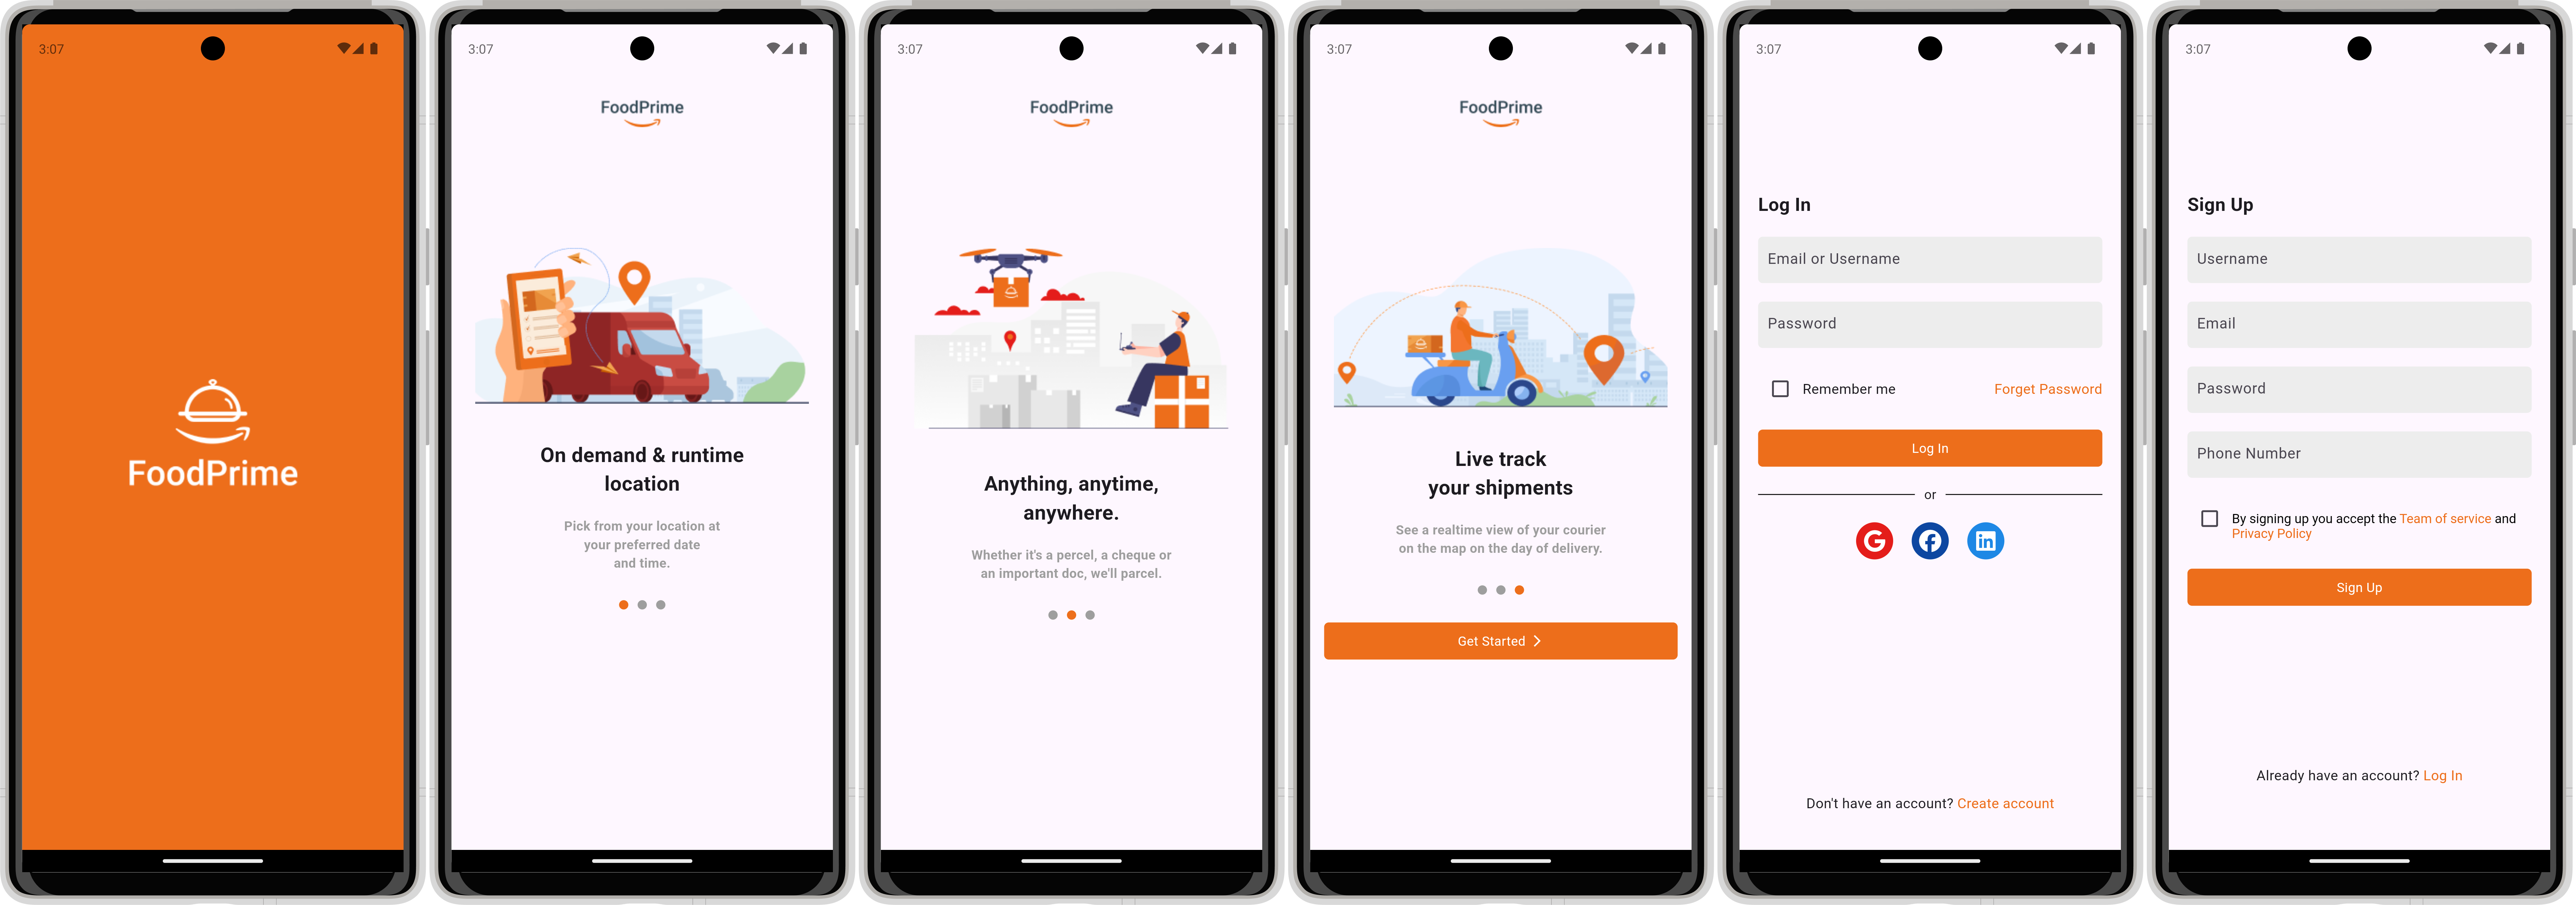 3:07
FoodPrime
3:07
FoodPrime
On demand & runtime
location
Pick from your location at
your preferred date
and time.
3:07
FoodPrime
Anything, anytime,
anywhere.
Whether it's a percel, a cheque or
an important doc, we'll parcel.
3:07
FoodPrime
Live track
your shipments
See a realtime view of your courier
on the map on the day of delivery.
Get Started
3:07
Log In
Email or Username
Password
Remember me Forget Password
Log In
or
Don't have an account? Create account
3:07
Sign Up
Username
Email
Password
Phone Number
By signing up you accept the Team of service and
Privacy Policy
Sign Up
Already have an account? Log In